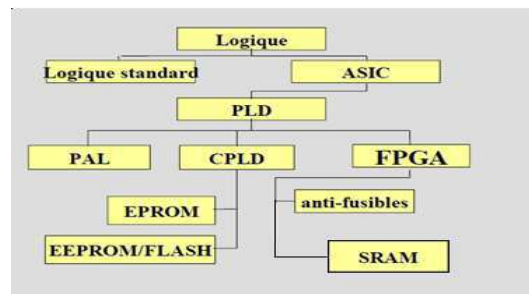 Logique
Logique standard
ASIC
PLD
PAL
CPLD
FPGA
EPROM
anti-fusibles
EEPROM/FLASH
SRAM